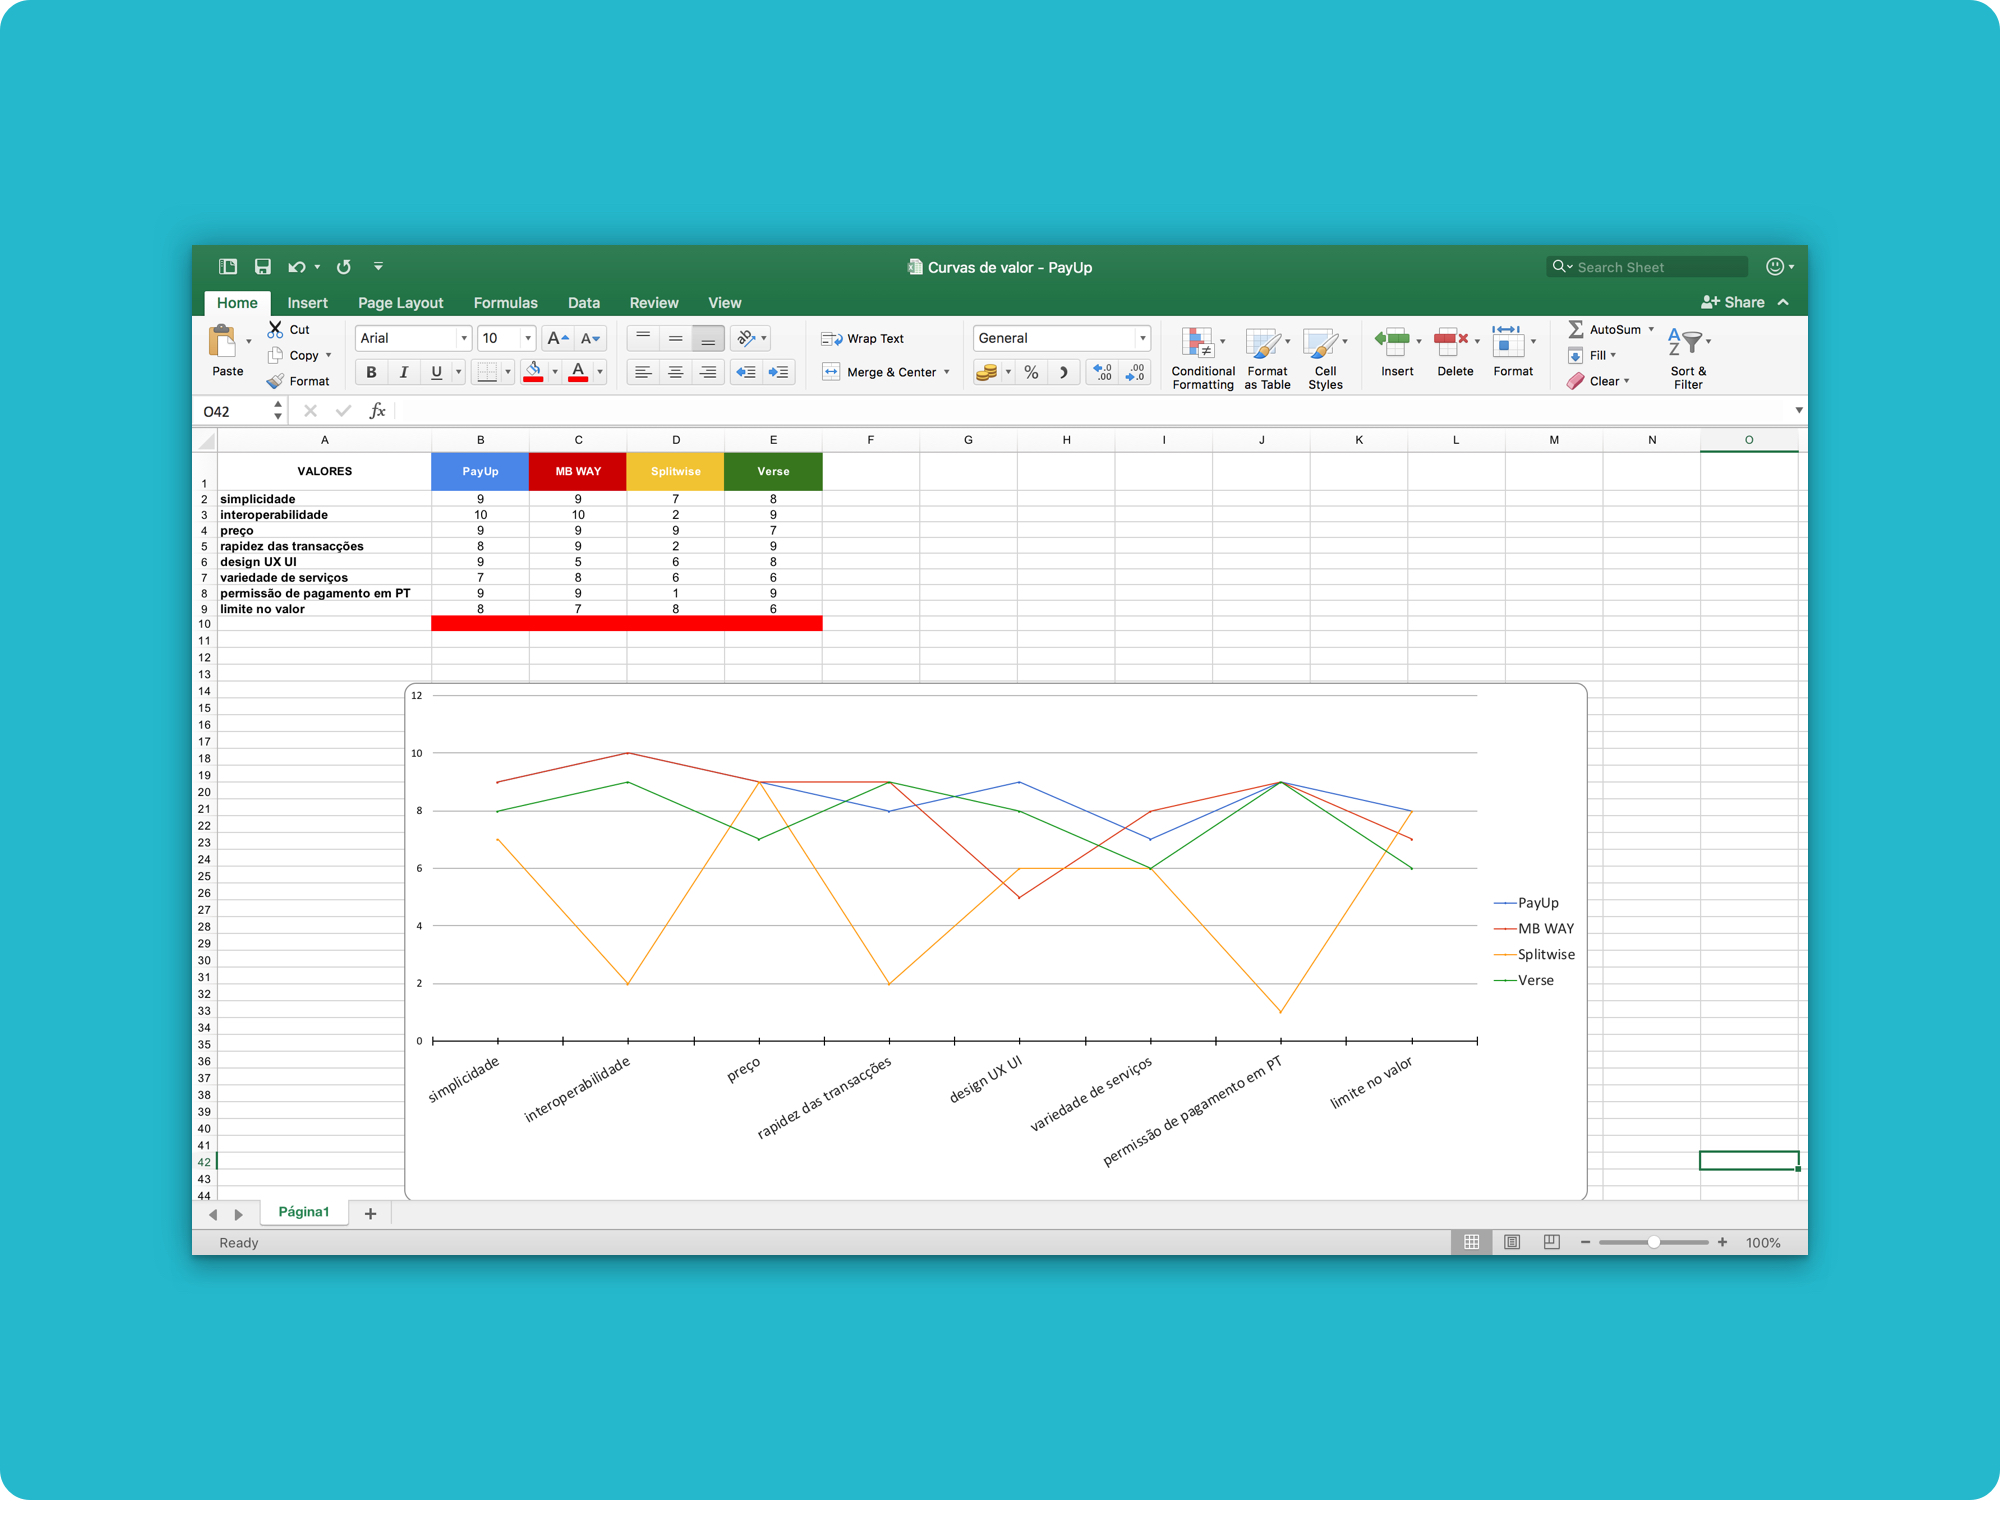 Curvas de valor - PayUp
Search Sheet
Home Insert Page Layout Formulas Data Review View
Share
Paste
Cut
Copy
Format
Arial 10 A A
B I U A
Wrap Text
Merge & Center
General
% .0 .00 .00 .0
Conditional Formatting
Format as Table
Cell Styles
Insert
Delete
Format
AutoSum
Fill
Clear
A Z
Sort & Filter
O42 fx
A B C D E F G H I J K L M N O
1 VALORES PayUp MB WAY Splitwise Verse
2 simplicidade 9 9 7 8
3 interoperabilidade 10 10 2 9
4 preço 9 9 9 7
5 rapidez das transacções 8 9 2 9
6 design UX UI 9 5 6 8
7 variedade de serviços 7 8 6 6
8 permissão de pagamento em PT 9 9 1 9
9 limite no valor 8 7 8 6
10
11
12
13
14
15
16
17
18
19
20
21
22
23
24
25
26
27
28
29
30
31
32
33
34
35
36
37
38
39
40
41
42
43
44
12
10
8
6
4
2
0
simplicidade
interoperabilidade
preço
rapidez das transacções
design UX UI
variedade de serviços
permissão de pagamento em PT
limite no valor
PayUp
MB WAY
Splitwise
Verse
Página1 +
Ready
100%